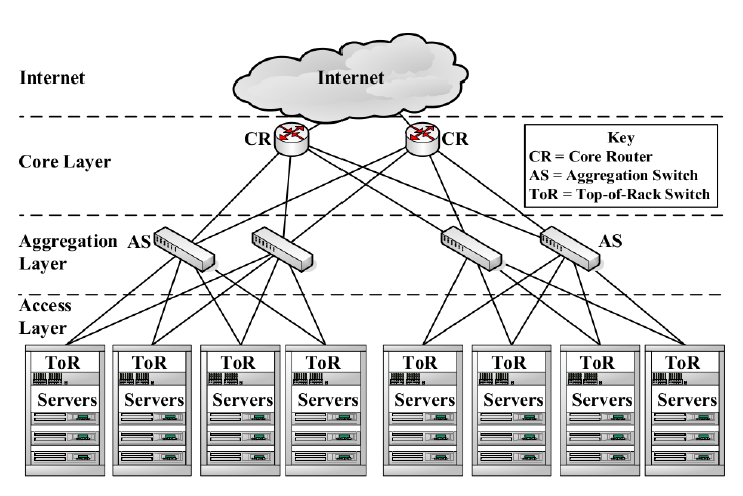 Internet
Internet
CR
CR
Core Layer
Key
CR = Core Router
AS = Aggregation Switch
ToR = Top-of-Rack Switch
Aggregation
Layer
AS
AS
Access
Layer
ToR
ToR
ToR
ToR
ToR
ToR
ToR
ToR
Servers
Servers
Servers
Servers
Servers
Servers
Servers
Servers